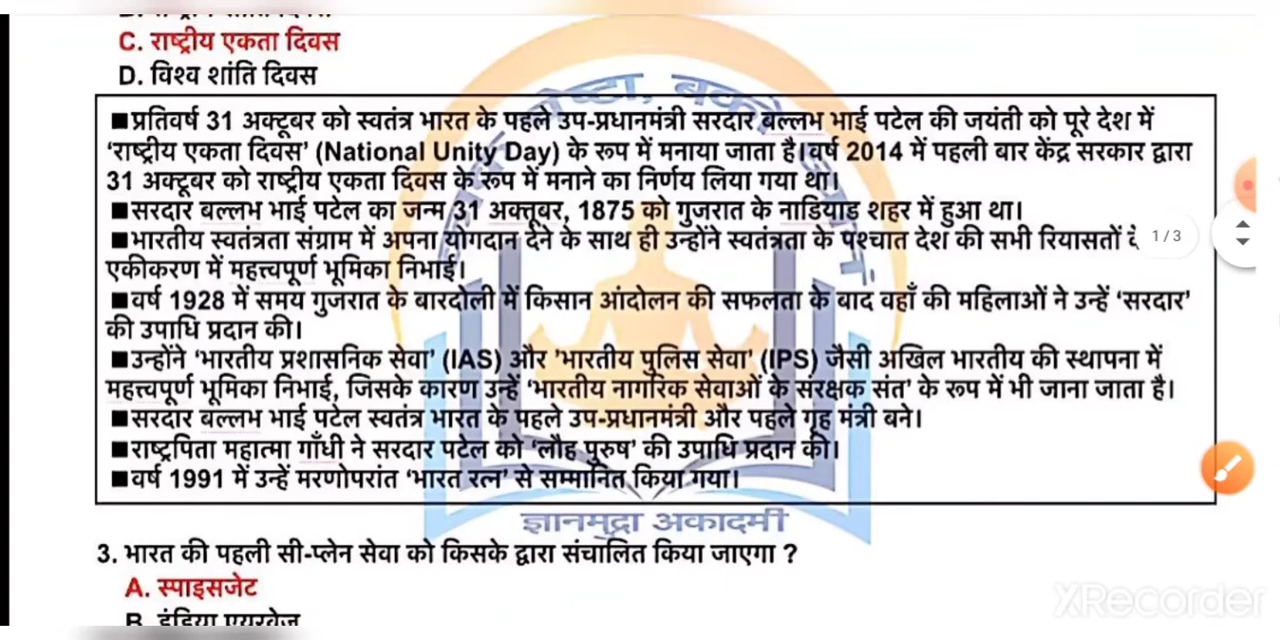 C. राष्ट्रीय एकता दिवस
D. विश्व शांति दिवस
■प्रतिवर्ष 31 अक्टूबर को स्वतंत्र भारत के पहले उप-प्रधानमंत्री सरदार बल्लभ भाई पटेल की जयंती को पूरे देश में
‘राष्ट्रीय एकता दिवस’ (National Unity Day) के रूप में मनाया जाता है।वर्ष 2014 में पहली बार केंद्र सरकार द्वारा
31 अक्टूबर को राष्ट्रीय एकता दिवस के रूप में मनाने का निर्णय लिया गया था।
■सरदार बल्लभ भाई पटेल का जन्म 31 अक्तूबर, 1875 को गुजरात के नाडियाड शहर में हुआ था।
■भारतीय स्वतंत्रता संग्राम में अपना योगदान देने के साथ ही उन्होंने स्वतंत्रता के पश्चात देश की सभी रियासतों
1/3
एकीकरण में महत्त्वपूर्ण भूमिका निभाई।
■वर्ष 1928 में समय गुजरात के बारदोली में किसान आंदोलन की सफलता के बाद वहाँ की महिलाओं ने उन्हें ‘सरदार’
की उपाधि प्रदान की।
■उन्होंने ‘भारतीय प्रशासनिक सेवा’ (IAS) और 'भारतीय पुलिस सेवा’ (IPS) जैसी अखिल भारतीय की स्थापना में
महत्त्वपूर्ण भूमिका निभाई, जिसके कारण उन्हें ‘भारतीय नागरिक सेवाओं के संरक्षक संत’ के रूप में भी जाना जाता है।
■सरदार बल्लभ भाई पटेल स्वतंत्र भारत के पहले उप-प्रधानमंत्री और पहले गृह मंत्री बने।
■राष्ट्रपिता महात्मा गाँधी ने सरदार पटेल को ‘लौह पुरुष’ की उपाधि प्रदान की।
■वर्ष 1991 में उन्हें मरणोपरांत ‘भारत रत्न’ से सम्मानित किया गया।
ज्ञानमुद्रा अकादमी
3. भारत की पहली सी-प्लेन सेवा को किसके द्वारा संचालित किया जाएगा ?
A. स्पाइसजेट
B. इंडिया एयरवेज
XRecorder